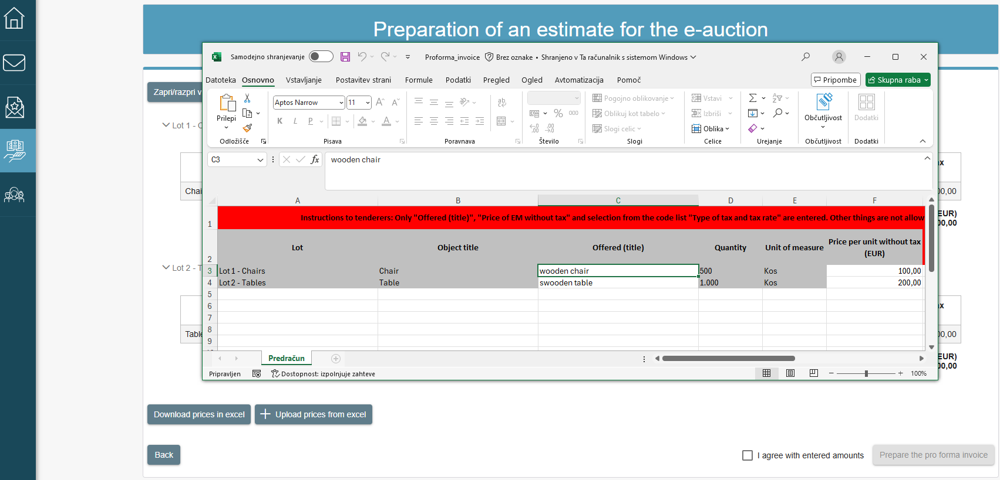 Preparation of an estimate for the e-auction
Samodejno shranjevanje
Proforma_invoice
Brez oznake • Shranjeno v Ta računalnik s sistemom Windows
Datoteka Osnovno Vstavljanje Postavitev strani Formule Podatki Pregled Ogled Avtomatizacija Pomoč
Pripombe Skupna raba
Zapri/razpri v
Prilepi
Odložišče
Aptos Narrow 11
K L P
Pisava
Poravnava
% 000
Število
Pogojno oblikovanje
Oblikuj kot tabelo
Slogi celic
Slogi
Vstavi
Izbriši
Oblika
Celice
Urejanje
Občutljivost
Občutljivost
Dodatki
Dodatki
Lot 1 - C
C3 fx wooden chair
A B C D E F
1 Instructions to tenderers: Only "Offered (title)", "Price of EM without tax" and selection from the code list "Type of tax and tax rate" are entered. Other things are not allow
2 Lot Object title Offered (title) Quantity Unit of measure Price per unit without tax (EUR)
3 Lot 1 - Chairs Chair wooden chair 500 Kos 100,00
4 Lot 2 - Tables Table swooden table 1.000 Kos 200,00
5
6
7
8
9
Predračun
Pripravljen Dostopnost: izpolnjuje zahteve 100%
Chai
ax
00,00
EUR)
00,00
Lot 2 - T
ax
Table
00,00
EUR)
00,00
Download prices in excel
Upload prices from excel
Back
I agree with entered amounts
Prepare the pro forma invoice